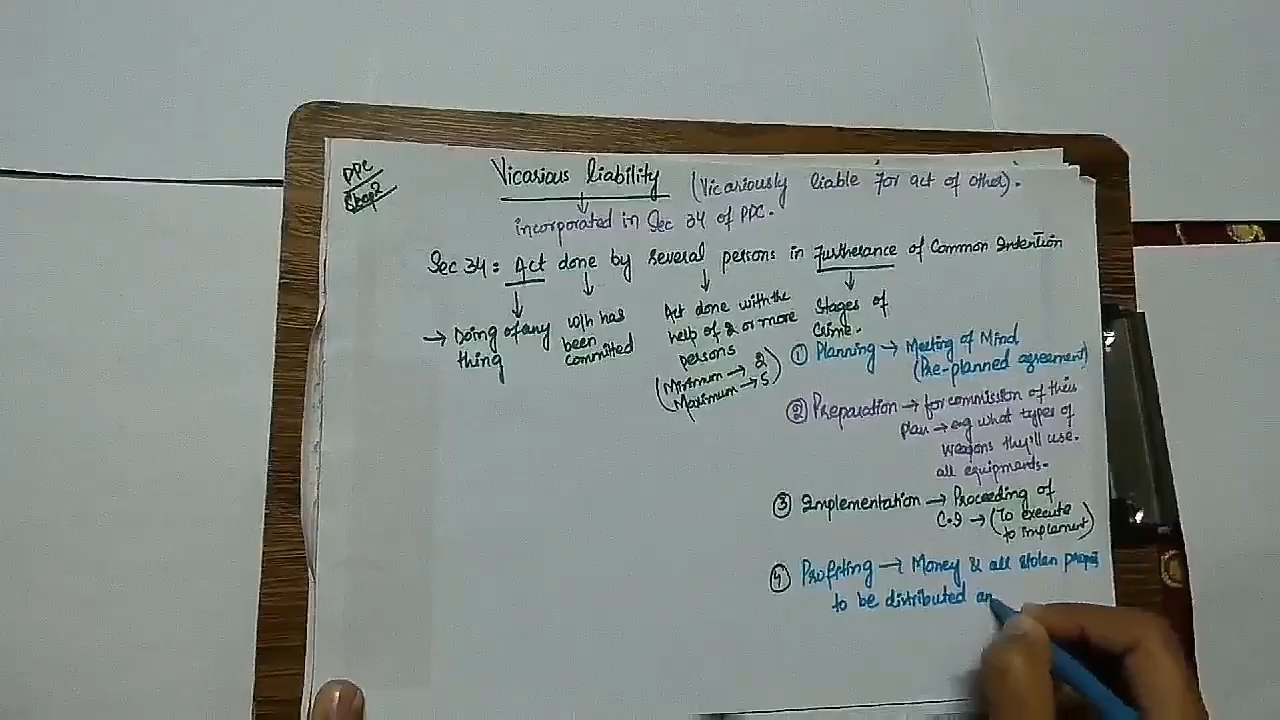 PPC
Chap 2
Vicarious liability (Vicariously liable for act of other).
incorporated in Sec 34 of PPC.
Sec 34: Act done by several persons in Furtherance of Common Intention
→ Doing of any thing
w/h has been committed
Act done with the
help of 2 or more
persons
(Minimum → 2
Maximum → 5)
Stages of
Crime.
① Planning → Meeting of Mind
(Pre-planned agreement)
② Preparation → for commission of their
plan → eg what types of
weapons they'll use.
all equipments.
③ Implementation → Proceeding of
C.I → (To execute
to implement)
④ Profiting → Money & all stolen
to be distributed an